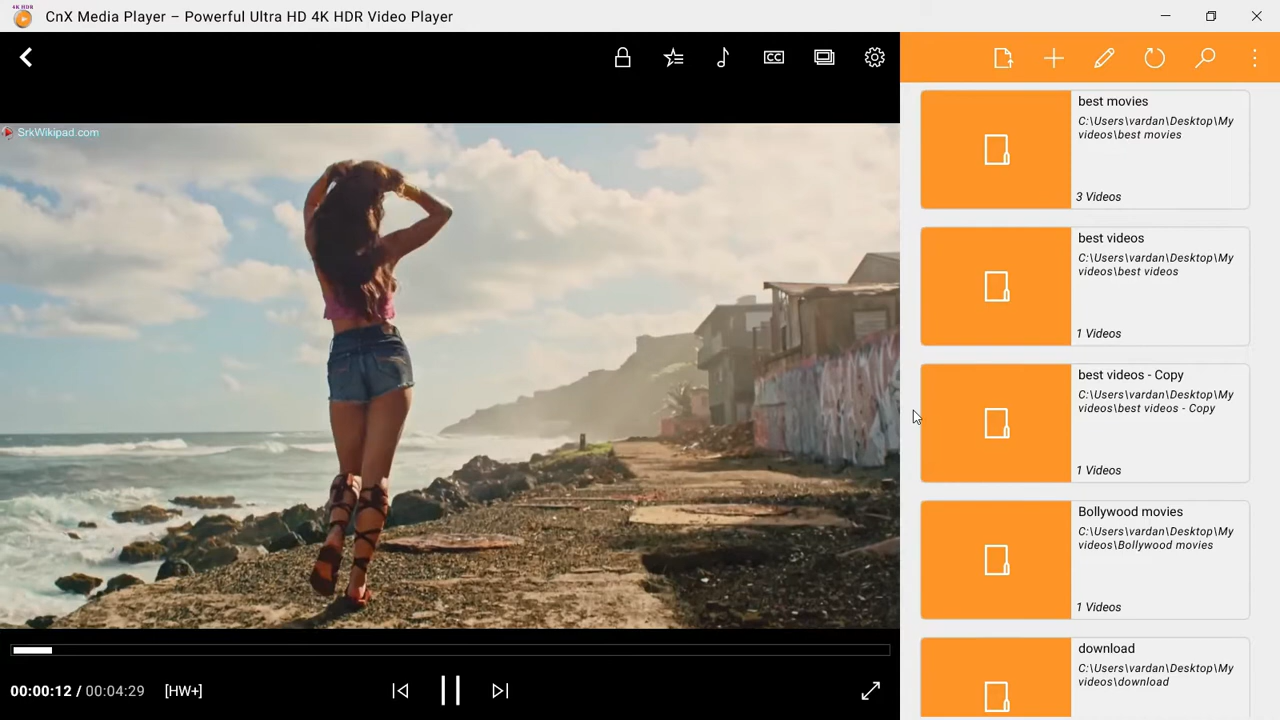 4K HDR
CnX Media Player – Powerful Ultra HD 4K HDR Video Player
CC
SrkWikipad.com
00:00:12 / 00:04:29 [HW+]
best movies
C:\Users\vardan\Desktop\My
videos\best movies
3 Videos
best videos
C:\Users\vardan\Desktop\My
videos\best videos
1 Videos
best videos - Copy
C:\Users\vardan\Desktop\My
videos\best videos - Copy
1 Videos
Bollywood movies
C:\Users\vardan\Desktop\My
videos\Bollywood movies
1 Videos
download
C:\Users\vardan\Desktop\My
videos\download